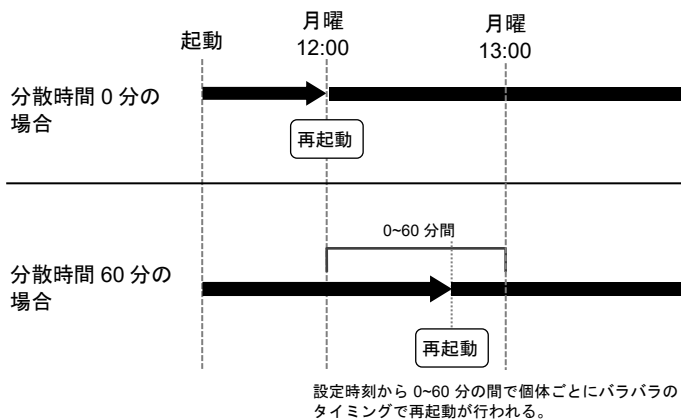 起動
月曜
12:00
月曜
13:00
分散時間 0 分の
場合
再起動
0~60 分間
分散時間 60 分の
場合
再起動
設定時刻から 0~60 分の間で個体ごとにバラバラの
タイミングで再起動が行われる。